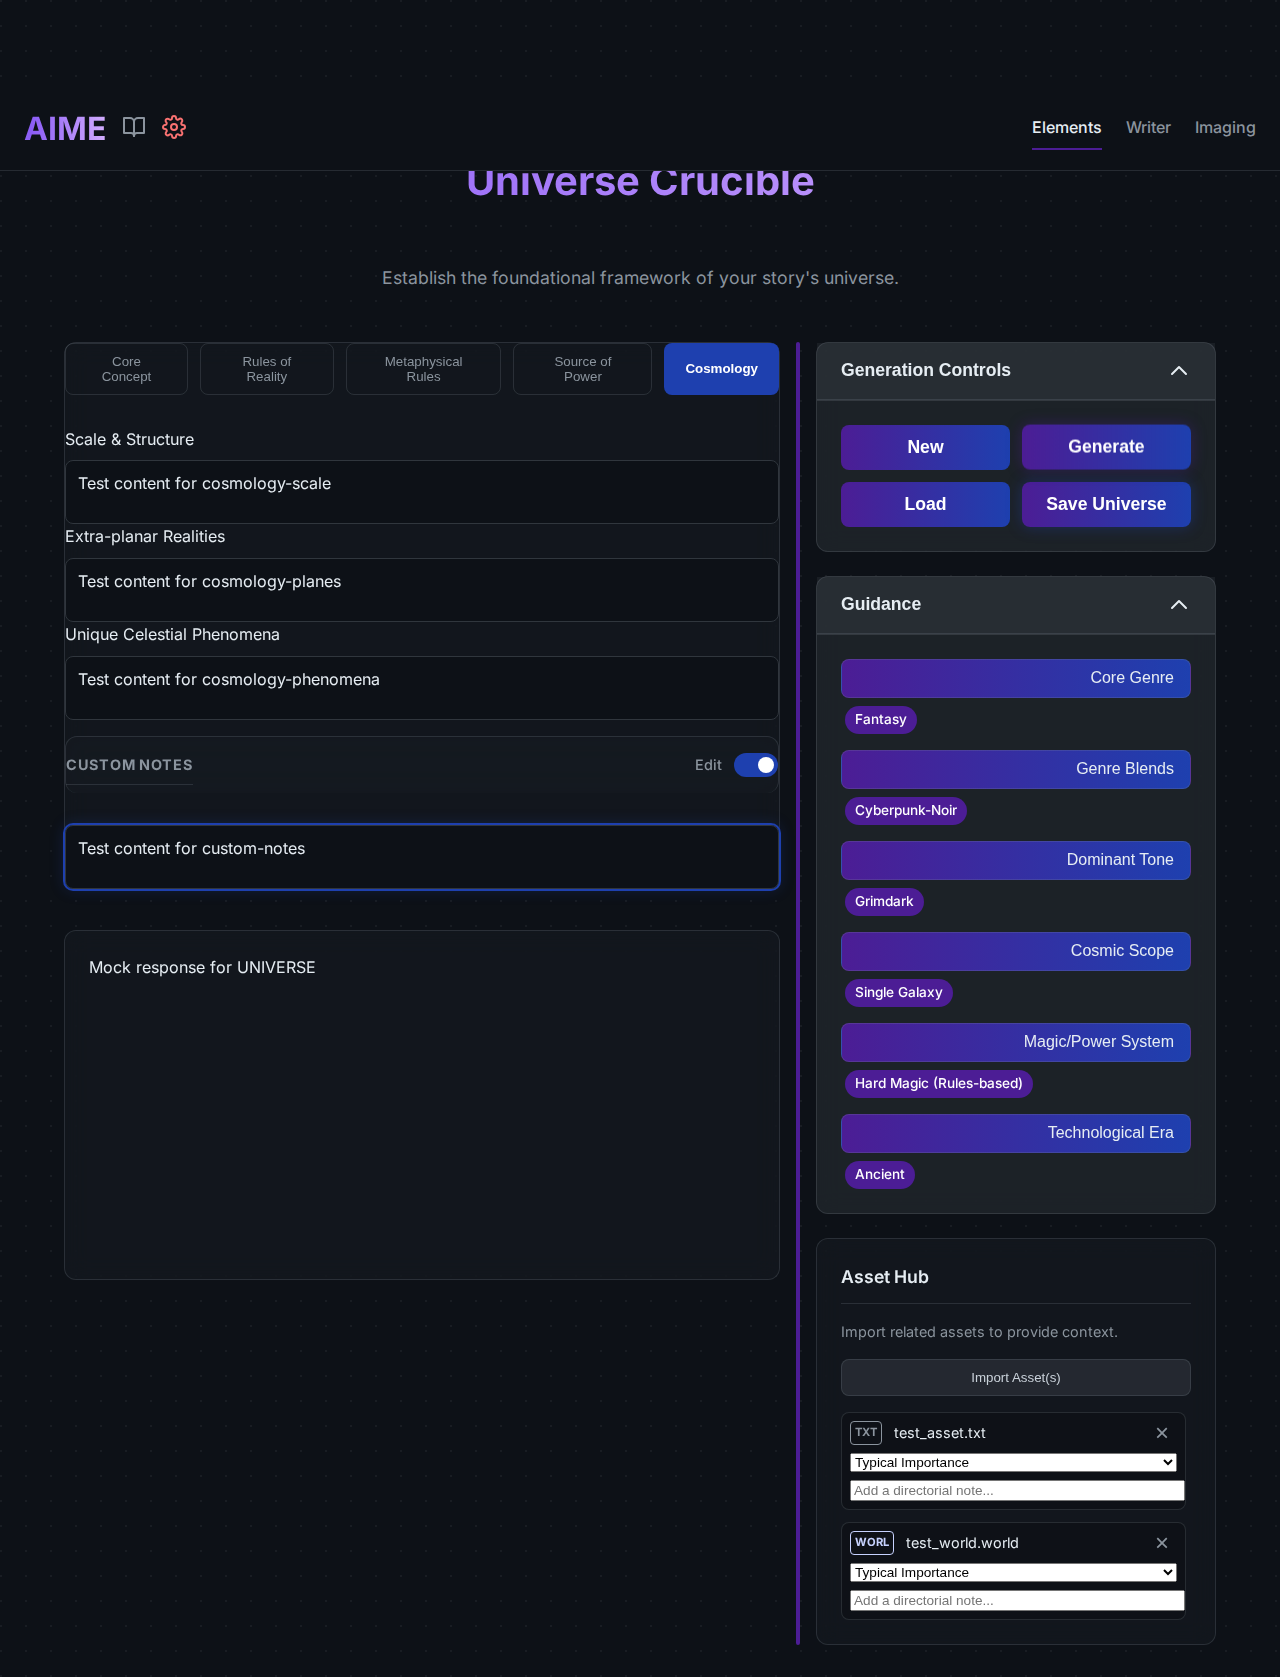 AIME
Elements
Writer
Imaging
Universe Crucible
Establish the foundational framework of your story's universe.
Core
Concept
Rules of
Reality
Metaphysical
Rules
Source of
Power
Cosmology
Scale & Structure
Test content for cosmology-scale
Extra-planar Realities
Test content for cosmology-planes
Unique Celestial Phenomena
Test content for cosmology-phenomena
CUSTOM NOTES
Edit
Test content for custom-notes
Mock response for UNIVERSE
Generation Controls
New
Generate
Load
Save Universe
Guidance
Core Genre
Fantasy
Genre Blends
Cyberpunk-Noir
Dominant Tone
Grimdark
Cosmic Scope
Single Galaxy
Magic/Power System
Hard Magic (Rules-based)
Technological Era
Ancient
Asset Hub
Import related assets to provide context.
Import Asset(s)
TXT test_asset.txt
Typical Importance
Add a directorial note...
WORL test_world.world
Typical Importance
Add a directorial note...